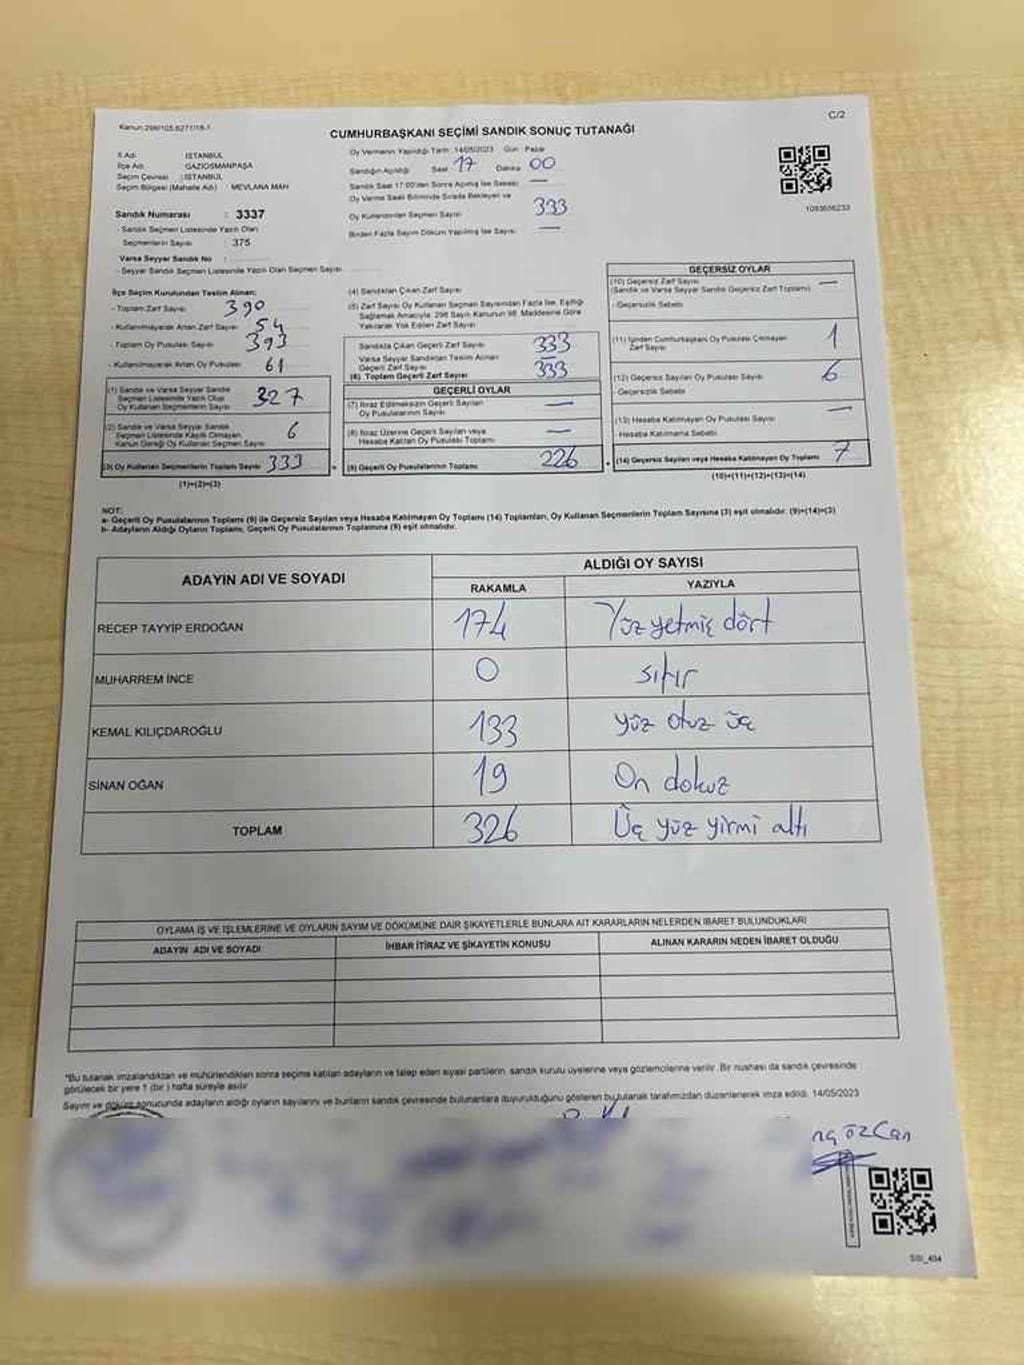 Kanun:298/105.6271/18-1
C/2
CUMHURBAŞKANI SEÇİMİ SANDIK SONUÇ TUTANAĞI
İl Adı : İSTANBUL
İlçe Adı : GAZİOSMANPAŞA
Seçim Çevresi : İSTANBUL
Seçim Bölgesi (Mahalle Adı) : MEVLANA MAH
Sandık Numarası : 3337
- Sandık Seçmen Listesinde Yazılı Olan
Seçmenlerin Sayısı : 375
Varsa Seyyar Sandık No :
- Seyyar Sandık Seçmen Listesinde Yazılı Olan Seçmen Sayısı
Oy Vermenin Yapıldığı Tarih :14/05/2023 Gün : Pazar
Sandığın Açıldığı Saat 17 Dakika 00
Sandık Saat 17:00'den Sonra Açılmış İse Sebebi —
Oy Verme Saati Bitiminde Sırada Bekleyen ve
Oy Kullandırılan Seçmen Sayısı 333
Birden Fazla Sayım Döküm Yapılmış İse Sayısı —
1093656233
İlçe Seçim Kurulundan Teslim Alınan;
- Toplam Zarf Sayısı 390
- Kullanılmayarak Artan Zarf Sayısı 54
- Toplam Oy Pusulası Sayısı 393
- Kullanılmayarak Artan Oy Pusulası 61
(1) Sandık ve Varsa Seyyar Sandık
Seçmen Listesinde Yazılı Olup
Oy Kullanan Seçmenlerin Sayısı 327
(2) Sandık ve Varsa Seyyar Sandık
Seçmen Listesinde Kayıtlı Olmayan,
Kanun Gereği Oy Kullanan Seçmen Sayısı 6
(3) Oy Kullanan Seçmenlerin Toplam Sayısı 333
(1)+(2)=(3)
(4) Sandıktan Çıkan Zarf Sayısı
(5) Zarf Sayısı Oy Kullanan Seçmen Sayısından Fazla İse, Eşitliği
Sağlamak Amacıyla; 298 Sayılı Kanunun 98. Maddesine Göre
Yakılarak Yok Edilen Zarf Sayısı
Sandıkta Çıkan Geçerli Zarf Sayısı 333
Varsa Seyyar Sandıktan Teslim Alınan
Geçerli Zarf Sayısı —
(6) Toplam Geçerli Zarf Sayısı 333
GEÇERLİ OYLAR
(7) İtiraz Edilmeksizin Geçerli Sayılan
Oy Pusulalarının Sayısı —
(8) İtiraz Üzerine Geçerli Sayılan veya
Hesaba Katılan Oy Pusulası Toplamı —
(9) Geçerli Oy Pusulalarının Toplamı 226
GEÇERSİZ OYLAR
(10) Geçersiz Zarf Sayısı —
(Sandık ve Varsa Seyyar Sandık Geçersiz Zarf Toplamı)
- Geçersizlik Sebebi
(11) İçinden Cumhurbaşkanı Oy Pusulası Çıkmayan
Zarf Sayısı 1
(12) Geçersiz Sayılan Oy Pusulası Sayısı 6
- Geçersizlik Sebebi
(13) Hesaba Katılmayan Oy Pusulası Sayısı —
- Hesaba Katılmama Sebebi
(14) Geçersiz Sayılan veya Hesaba Katılmayan Oy Toplamı 7
(10)+(11)+(12)+(13)=(14)
NOT:
a- Geçerli Oy Pusulalarının Toplamı (9) ile Geçersiz Sayılan veya Hesaba Katılmayan Oy Toplamı (14) Toplamları, Oy Kullanan Seçmenlerin Toplam Sayısına (3) eşit olmalıdır. (9)+(14)=(3)
b- Adayların Aldığı Oyların Toplamı, Geçerli Oy Pusulalarının Toplamına (9) eşit olmalıdır.
ADAYIN ADI VE SOYADI
ALDIĞI OY SAYISI
RAKAMLA YAZIYLA
RECEP TAYYİP ERDOĞAN 174 Yüz yetmiş dört
MUHARREM İNCE 0 sıfır
KEMAL KILIÇDAROĞLU 133 yüz otuz üç
SİNAN OĞAN 19 On dokuz
TOPLAM 326 Üç yüz yirmi altı
OYLAMA İŞ VE İŞLEMLERİNE VE OYLARIN SAYIM VE DÖKÜMÜNE DAİR ŞİKAYETLERLE BUNLARA AİT KARARLARIN NELERDEN İBARET BULUNDUKLARI
ADAYIN ADI VE SOYADI İHBAR İTİRAZ VE ŞİKAYETİN KONUSU ALINAN KARARIN NEDEN İBARET OLDUĞU
*Bu tutanak imzalandıktan ve mühürlendikten sonra seçime katılan adayların ve talep eden siyasi partilerin, sandık kurulu üyelerine veya gözlemcilerine verilir. Bir nushası da sandık çevresinde
görülecek bir yere 1 (bir ) hafta süreyle asılır.
Sayım ve döküm sonucunda adayların aldığı oyların sayılarını ve bunların sandık çevresinde bulunanlara duyurulduğunu gösteren bu tutanak tarafımızdan düzenlenerek imza edildi. 14/05/2023
özcan